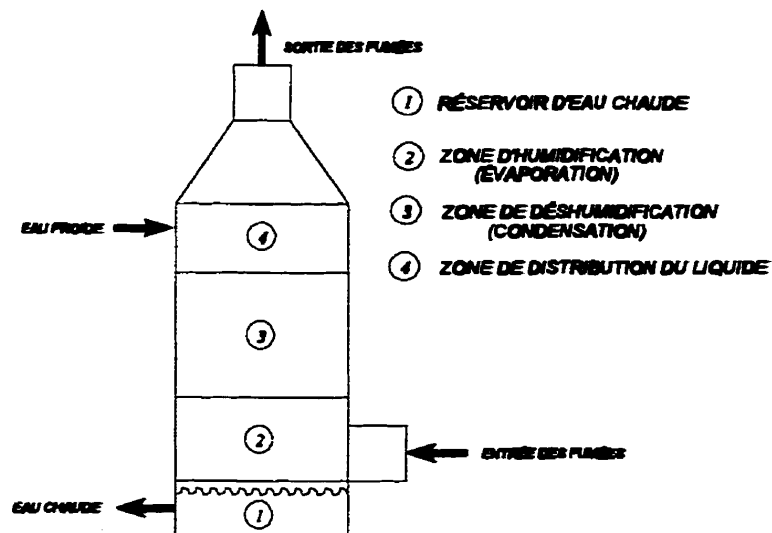 SORTIE DES FUMÉES
1 RÉSERVOIR D'EAU CHAUDE
2 ZONE D'HUMIDIFICATION
(ÉVAPORATION)
3 ZONE DE DÉSHUMIDIFICATION
(CONDENSATION)
4 ZONE DE DISTRIBUTION DU LIQUIDE
EAU FROIDE
4
3
2
ENTRÉE DES FUMÉES
EAU CHAUDE
1